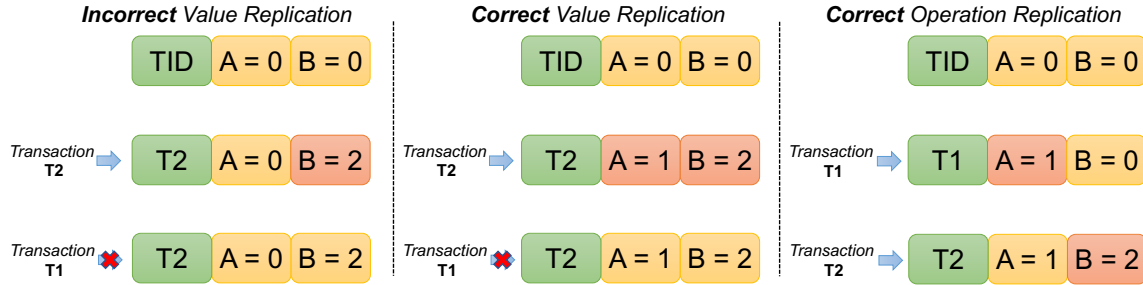 Incorrect Value Replication
TID A = 0 B = 0
Transaction
T2
T2 A = 0 B = 2
Transaction
T1
T2 A = 0 B = 2
Correct Value Replication
TID A = 0 B = 0
Transaction
T2
T2 A = 1 B = 2
Transaction
T1
T2 A = 1 B = 2
Correct Operation Replication
TID A = 0 B = 0
Transaction
T1
T1 A = 1 B = 0
Transaction
T2
T2 A = 1 B = 2